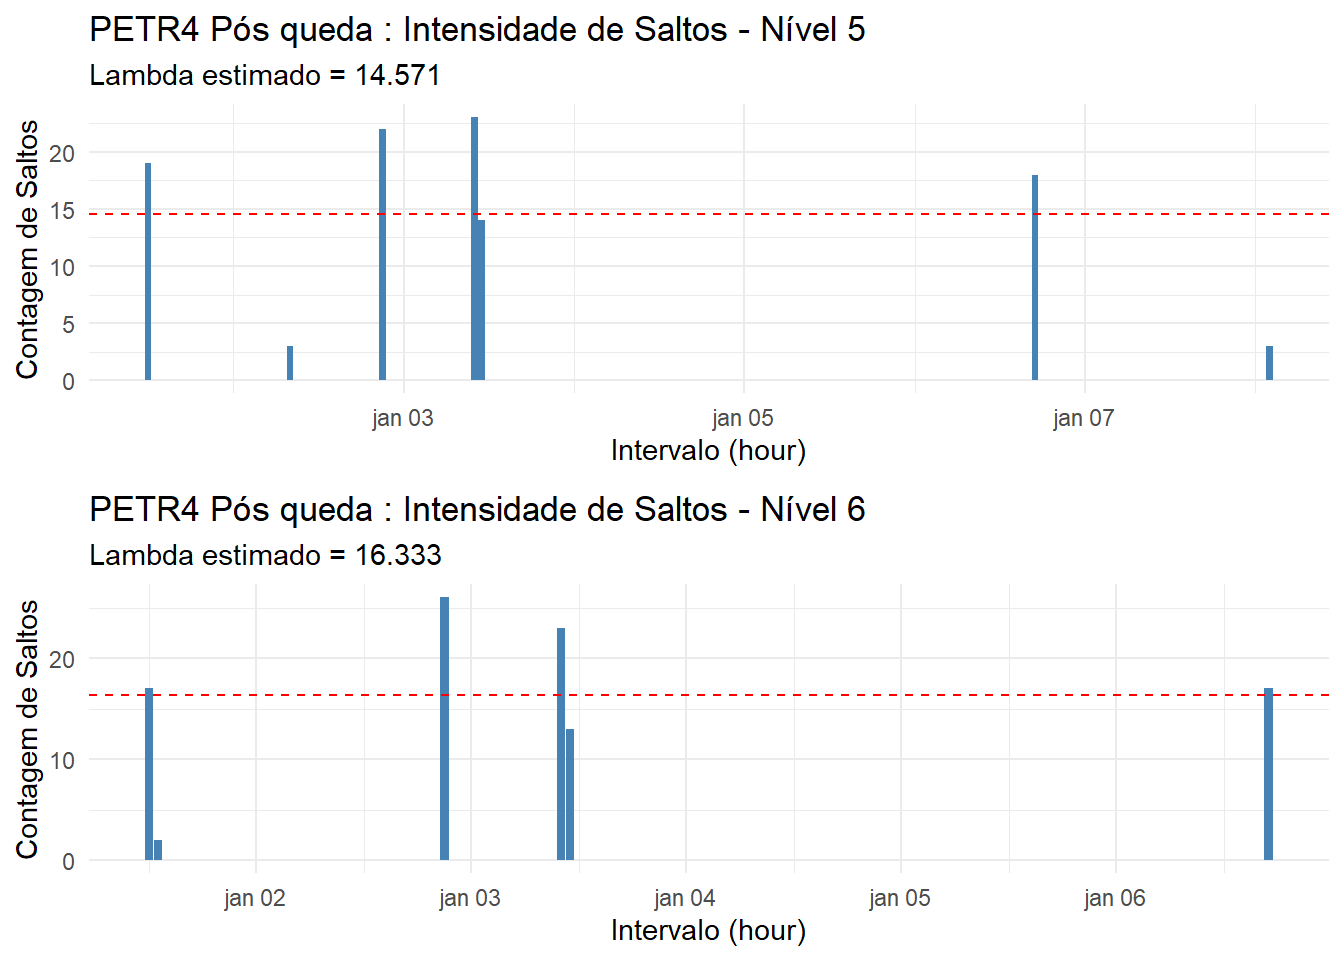 PETR4 Pós queda : Intensidade de Saltos - Nível 5
Lambda estimado = 14.571
Contagem de Saltos
20
15
10
5
0
jan 03 jan 05 jan 07
Intervalo (hour)
PETR4 Pós queda : Intensidade de Saltos - Nível 6
Lambda estimado = 16.333
Contagem de Saltos
20
10
0
jan 02 jan 03 jan 04 jan 05 jan 06
Intervalo (hour)